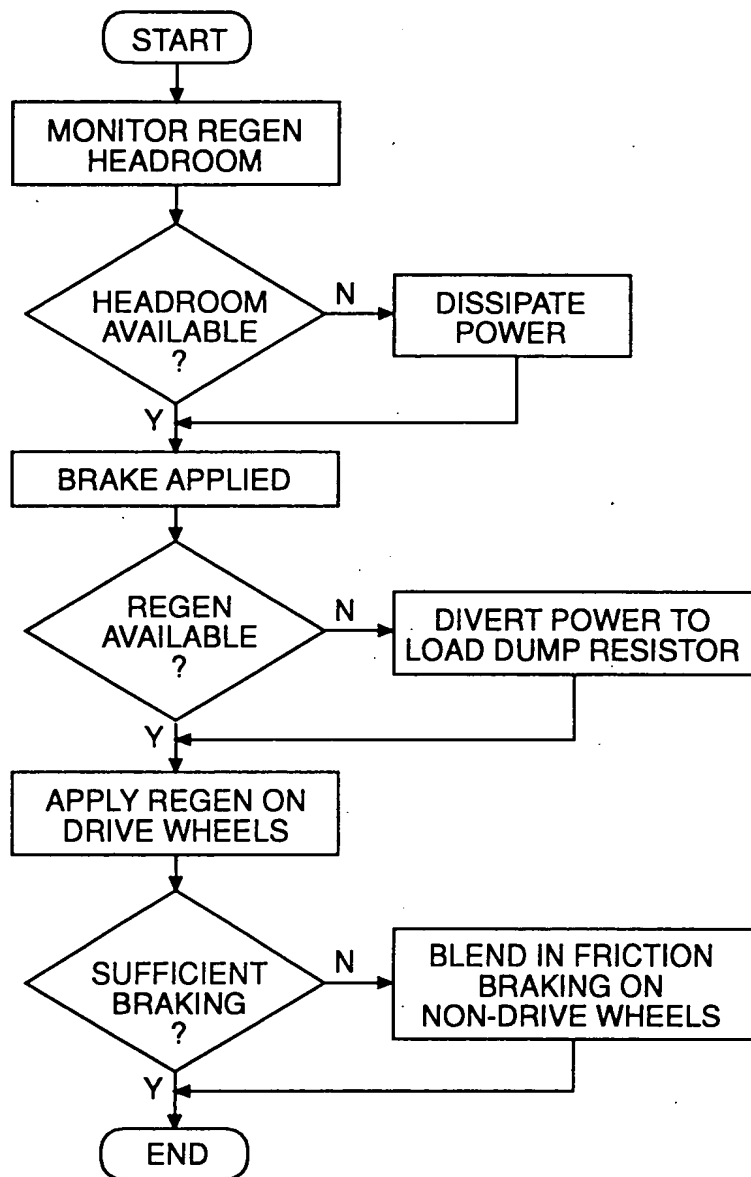 START
MONITOR REGEN
HEADROOM
HEADROOM
AVAILABLE
?
N
DISSIPATE
POWER
Y
BRAKE APPLIED
REGEN
AVAILABLE
?
N
DIVERT POWER TO
LOAD DUMP RESISTOR
Y
APPLY REGEN ON
DRIVE WHEELS
SUFFICIENT
BRAKING
?
N
BLEND IN FRICTION
BRAKING ON
NON-DRIVE WHEELS
Y
END